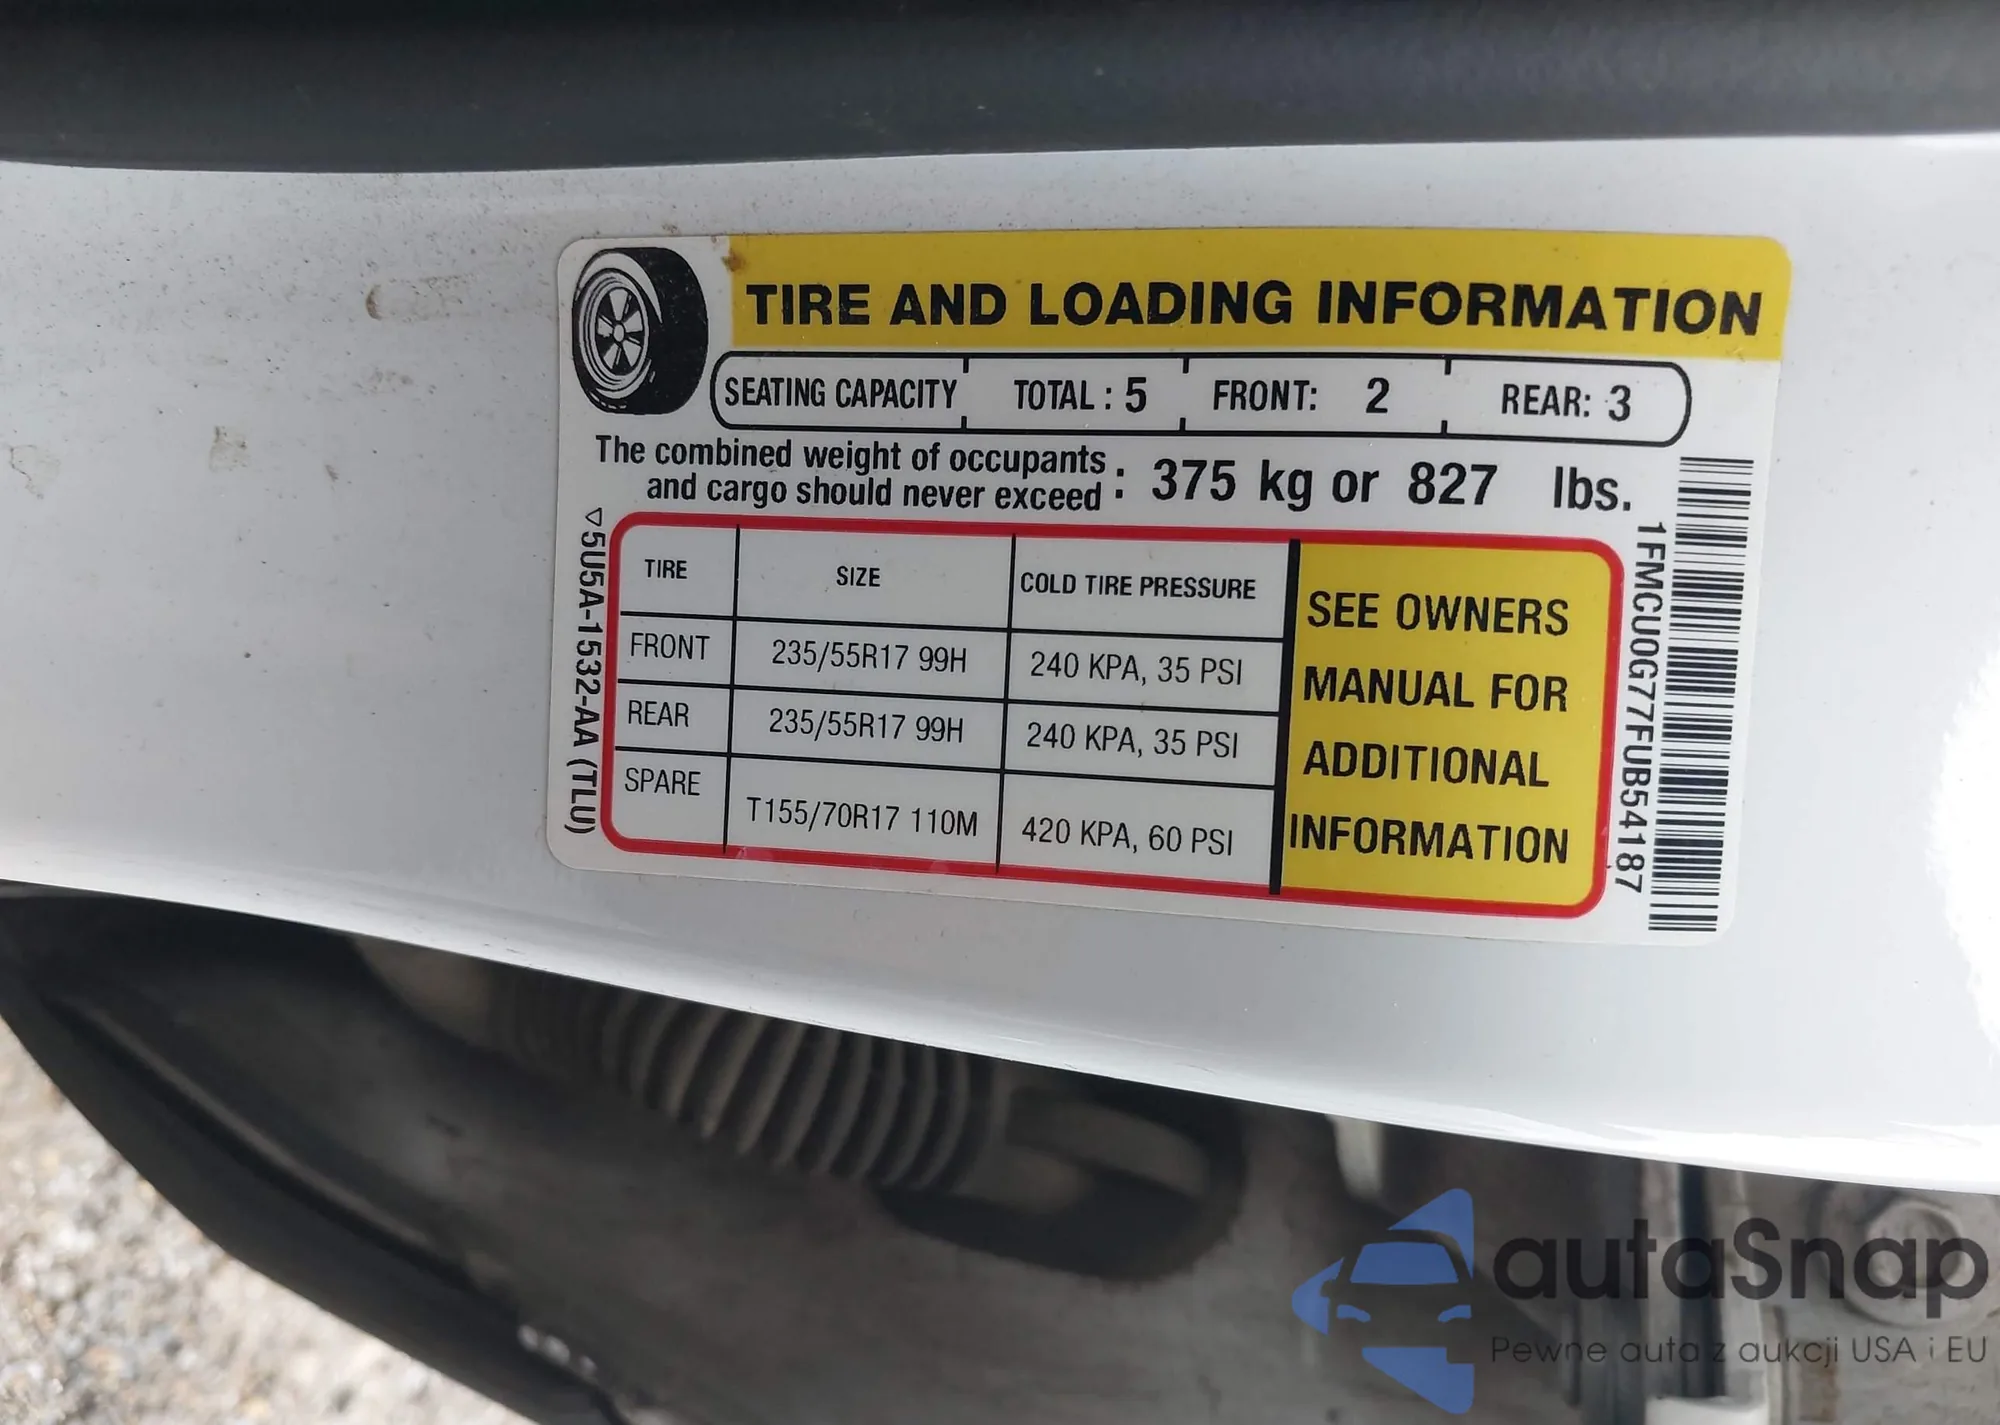 TIRE AND LOADING INFORMATION
SEATING CAPACITY TOTAL : 5 FRONT: 2 REAR: 3
The combined weight of occupants
and cargo should never exceed : 375 kg or 827 lbs.
5U5A-1532-AA (TLU)
TIRE SIZE COLD TIRE PRESSURE
FRONT 235/55R17 99H 240 KPA, 35 PSI
REAR 235/55R17 99H 240 KPA, 35 PSI
SPARE T155/70R17 110M 420 KPA, 60 PSI
SEE OWNERS
MANUAL FOR
ADDITIONAL
INFORMATION
1FMCU0G77FUB54187
autaSnap
Pewne auta z aukcji USA i EU